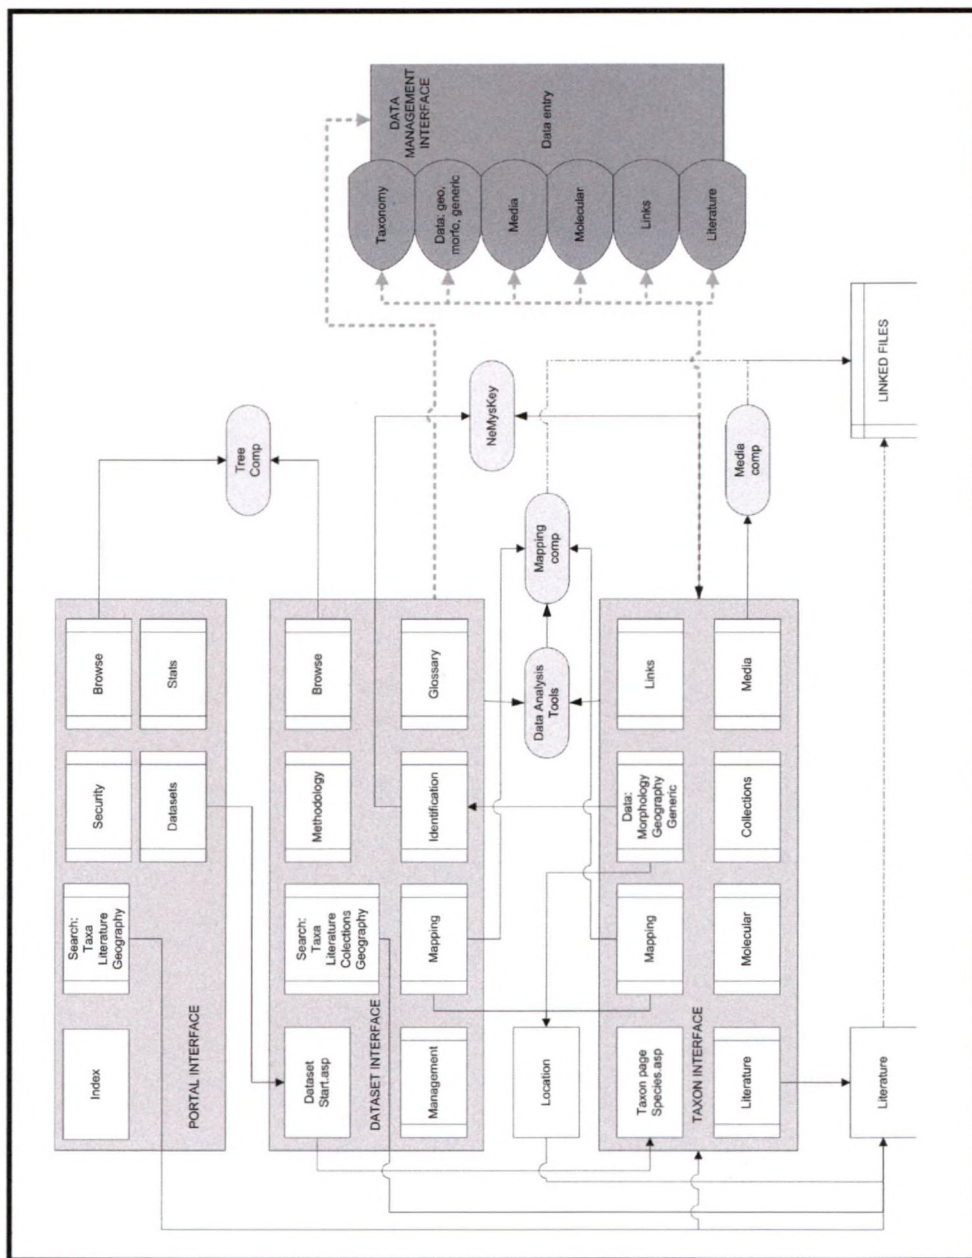 Index
Search:
Taxa
Literature
Geography
Security
Browse
Datasets
Stats
PORTAL INTERFACE
Tree
Comp
Dataset
Start.asp
Search:
Taxa
Literature
Colections
Geography
Methodology
Browse
DATASET INTERFACE
Management
Mapping
Identification
Glossary
NeMysKey
Location
Data Analysis
Tools
Mapping
comp
Taxon page
Species.asp
Mapping
Data:
Morphology
Geography
Generic
Links
TAXON INTERFACE
Literature
Molecular
Collections
Media
Media
comp
Literature
LINKED FILES
DATA
MANAGEMENT
INTERFACE
Data entry
Taxonomy
Data: geo,
morfo, generic
Media
Molecular
Links
Literature